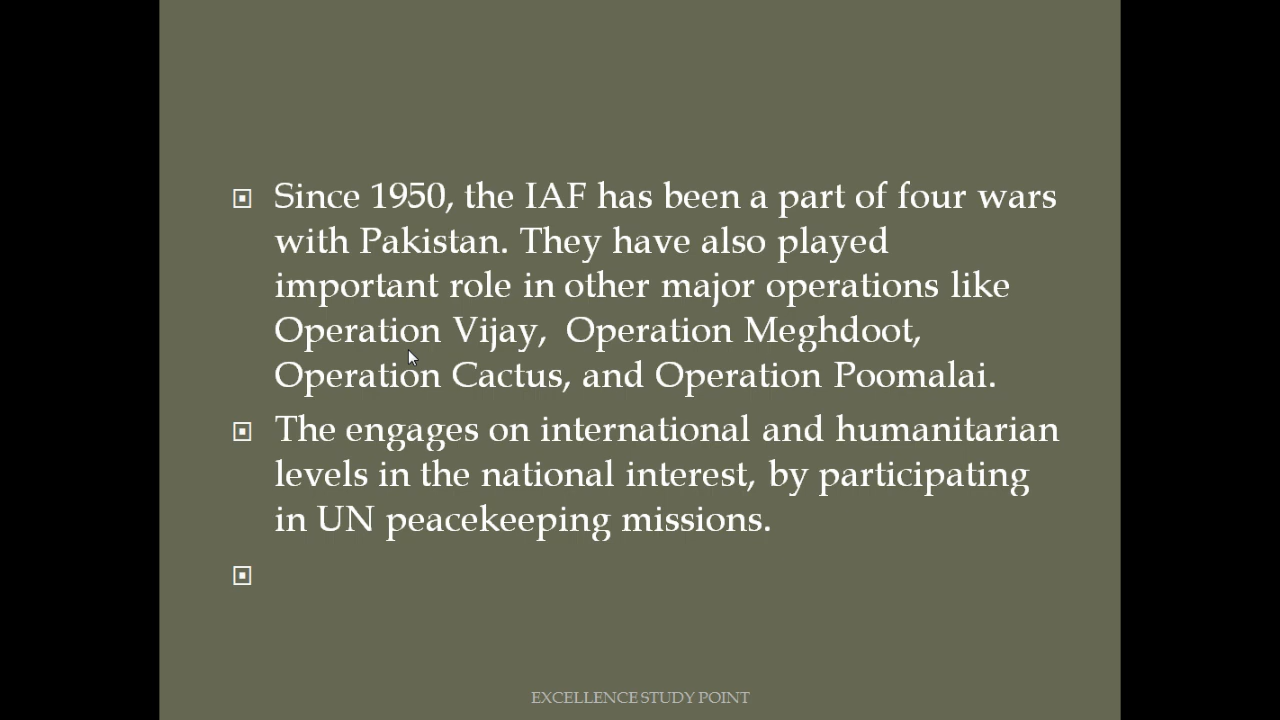 Since 1950, the IAF has been a part of four wars
with Pakistan. They have also played
important role in other major operations like
Operation Vijay,  Operation Meghdoot,
Operation Cactus, and Operation Poomalai.
The engages on international and humanitarian
levels in the national interest, by participating
in UN peacekeeping missions.
EXCELLENCE STUDY POINT